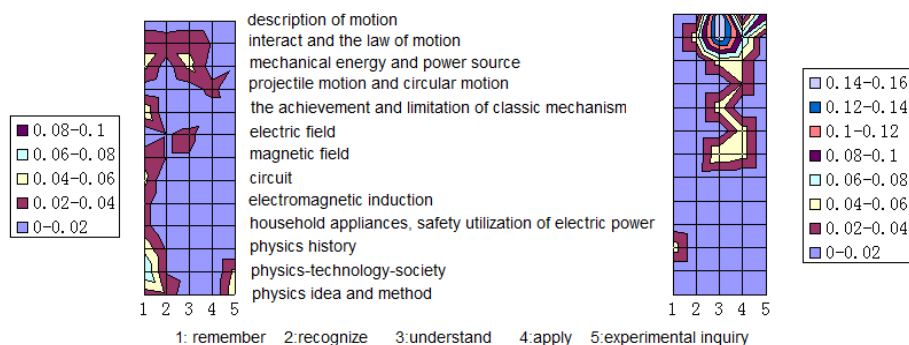 description of motion
interact and the law of motion
mechanical energy and power source
projectile motion and circular motion
the achievement and limitation of classic mechanism
electric field
magnetic field
circuit
electromagnetic induction
household appliances, safety utilization of electric power
physics history
physics-technology-society
physics idea and method
0.08-0.1
0.06-0.08
0.04-0.06
0.02-0.04
0-0.02
0.14-0.16
0.12-0.14
0.1-0.12
0.08-0.1
0.06-0.08
0.04-0.06
0.02-0.04
0-0.02
1 2 3 4 5
1 2 3 4 5
1: remember 2:recognize 3:understand 4:apply 5:experimental inquiry